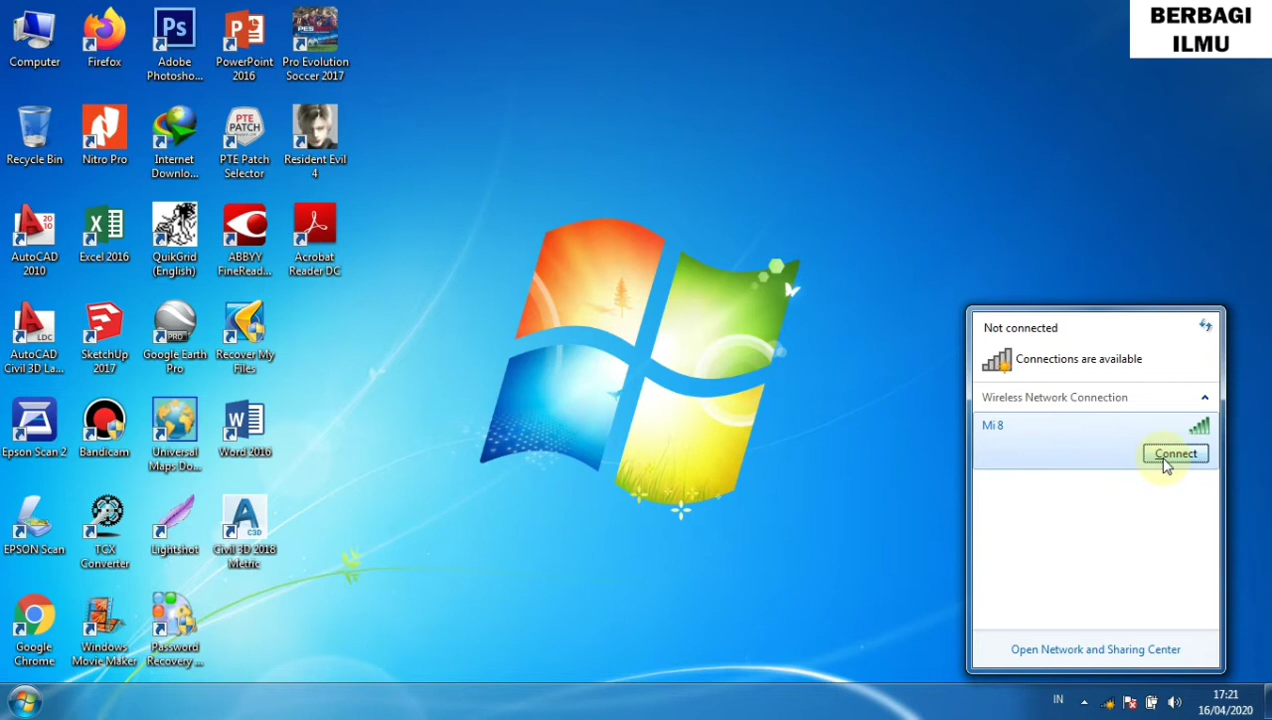 BERBAGI
ILMU
Computer
Firefox
Adobe
Photosho...
PowerPoint
2016
Pro Evolution
Soccer 2017
Recycle Bin
Nitro Pro
Internet
Downlo...
PTE Patch
Selector
Resident Evil
4
AutoCAD
2010
Excel 2016
QuikGrid
(English)
ABBYY
FineRead...
Acrobat
Reader DC
AutoCAD
Civil 3D La...
SketchUp
2017
Google Earth
Pro
Recover My
Files
Epson Scan 2
Bandicam
Universal
Maps Do...
Word 2016
EPSON Scan
TCX
Converter
Lightshot
Civil 3D 2018
Metric
Google
Chrome
Windows
Movie Maker
Password
Recovery ...
Not connected
Connections are available
Wireless Network Connection
Mi 8
Connect
Open Network and Sharing Center
IN
17:21
16/04/2020